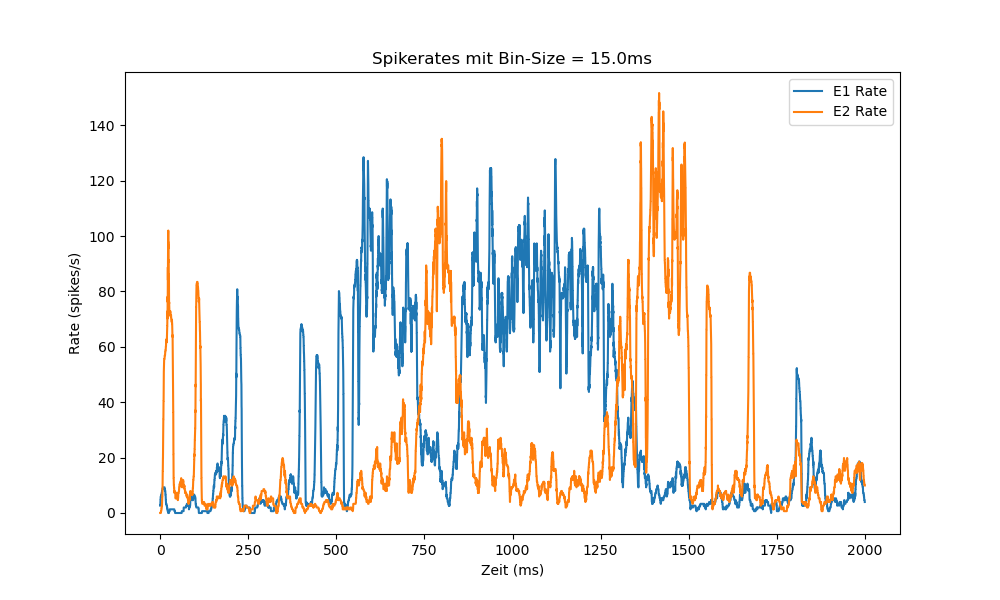 Spikerates mit Bin-Size = 15.0ms
E1 Rate
E2 Rate
Rate (spikes/s)
140
120
100
80
60
40
20
0
0 250 500 750 1000 1250 1500 1750 2000
Zeit (ms)